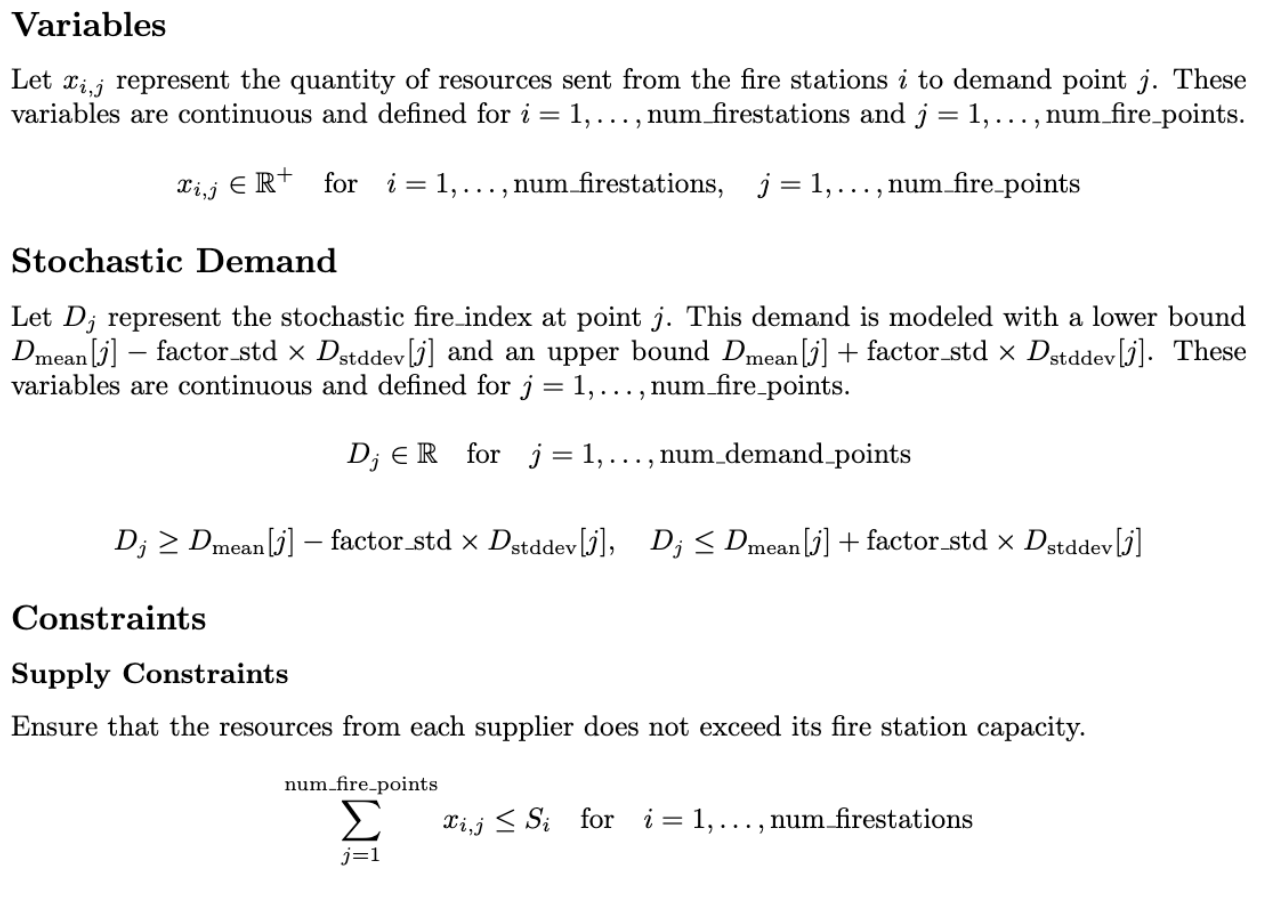 Variables
Let x_{i,j} represent the quantity of resources sent from the fire stations i to demand point j. These
variables are continuous and defined for i = 1, . . . , num_firestations and j = 1, . . . , num_fire_points.
x_{i,j} ∈ ℝ⁺ for i = 1, . . . , num_firestations, j = 1, . . . , num_fire_points
Stochastic Demand
Let D_j represent the stochastic fire_index at point j. This demand is modeled with a lower bound
D_mean[j] − factor_std × D_stddev[j] and an upper bound D_mean[j] + factor_std × D_stddev[j]. These
variables are continuous and defined for j = 1, . . . , num_fire_points.
D_j ∈ ℝ for j = 1, . . . , num_demand_points
D_j ≥ D_mean[j] − factor_std × D_stddev[j], D_j ≤ D_mean[j] + factor_std × D_stddev[j]
Constraints
Supply Constraints
Ensure that the resources from each supplier does not exceed its fire station capacity.
num_fire_points
∑ x_{i,j} ≤ S_i for i = 1, . . . , num_firestations
j=1